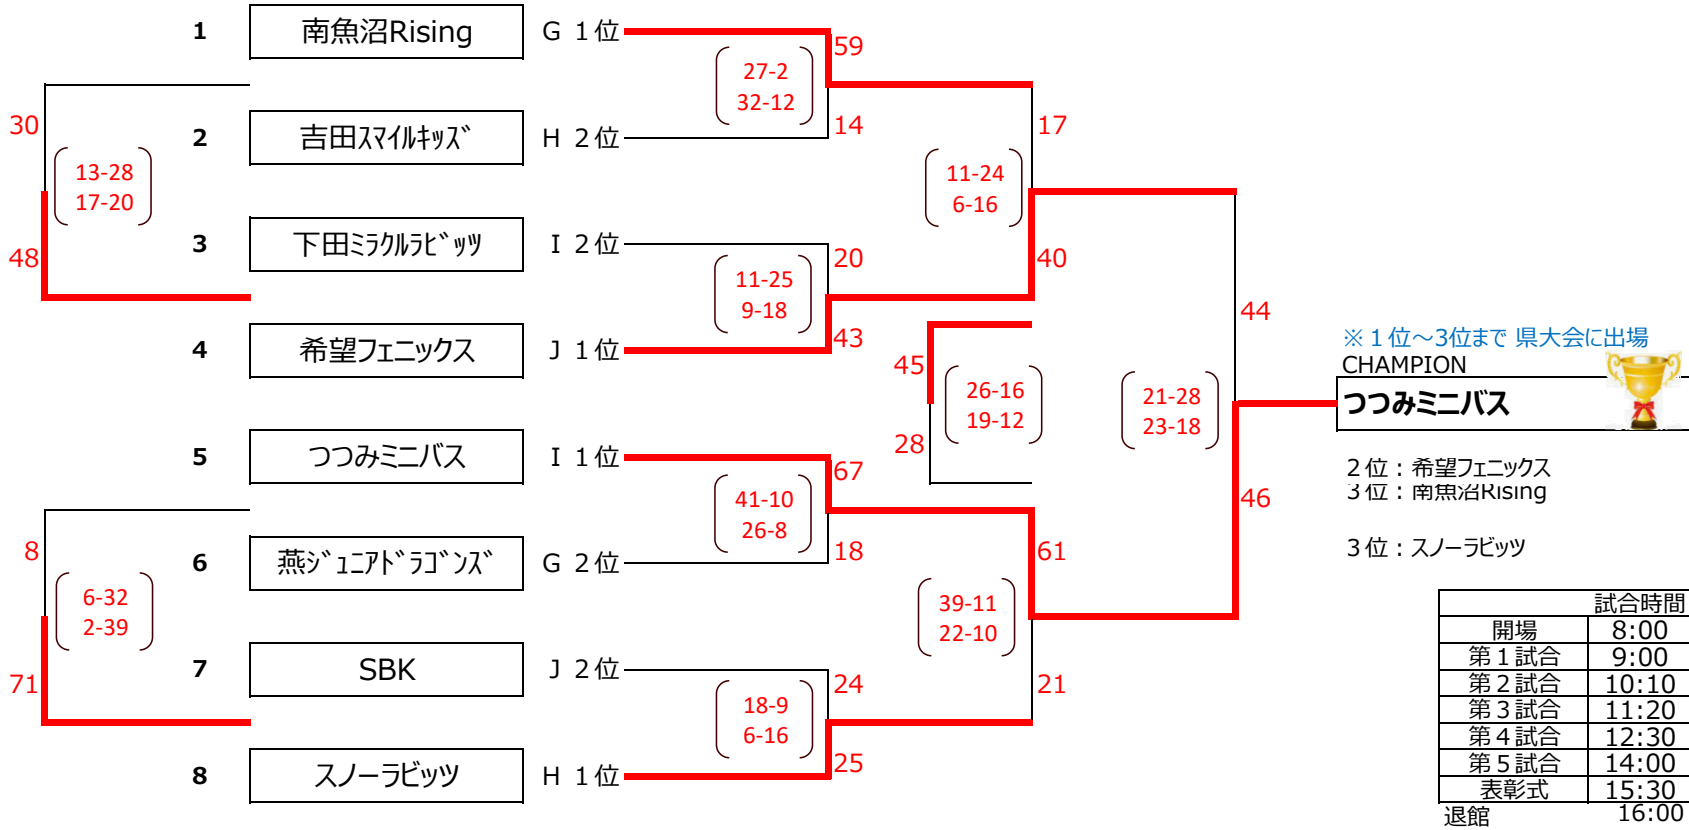 1 南魚沼Rising G 1位
59
27-2
32-12
30
2 吉田スマイルキッズ H 2位
14
17
13-28
17-20
11-24
6-16
3 下田ミラクルラビッツ I 2位
48
20
40
11-25
9-18
44
4 希望フェニックス J 1位
43
45
※１位～3位まで 県大会に出場
CHAMPION
つつみミニバス
26-16
19-12
21-28
23-18
28
5 つつみミニバス I 1位
67
2位：希望フェニックス
3位：南魚沼Rising
46
41-10
26-8
8
6 燕ジュニアドラゴンズ G 2位
18
61
3位：スノーラビッツ
6-32
2-39
39-11
22-10
試合時間
開場 8:00
第１試合 9:00
第２試合 10:10
第３試合 11:20
第４試合 12:30
第５試合 14:00
表彰式 15:30
退館 16:00
71
7 SBK J 2位
24
21
18-9
6-16
8 スノーラビッツ H 1位
25